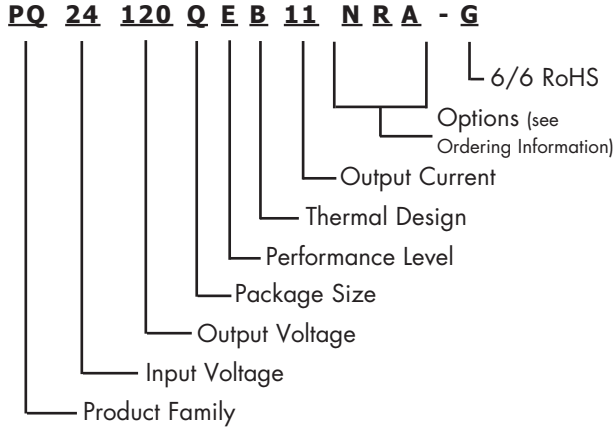 PQ 24 120 Q E B 11 N R A - G
6/6 RoHS
Options (see
Ordering Information)
Output Current
Thermal Design
Performance Level
Package Size
Output Voltage
Input Voltage
Product Family